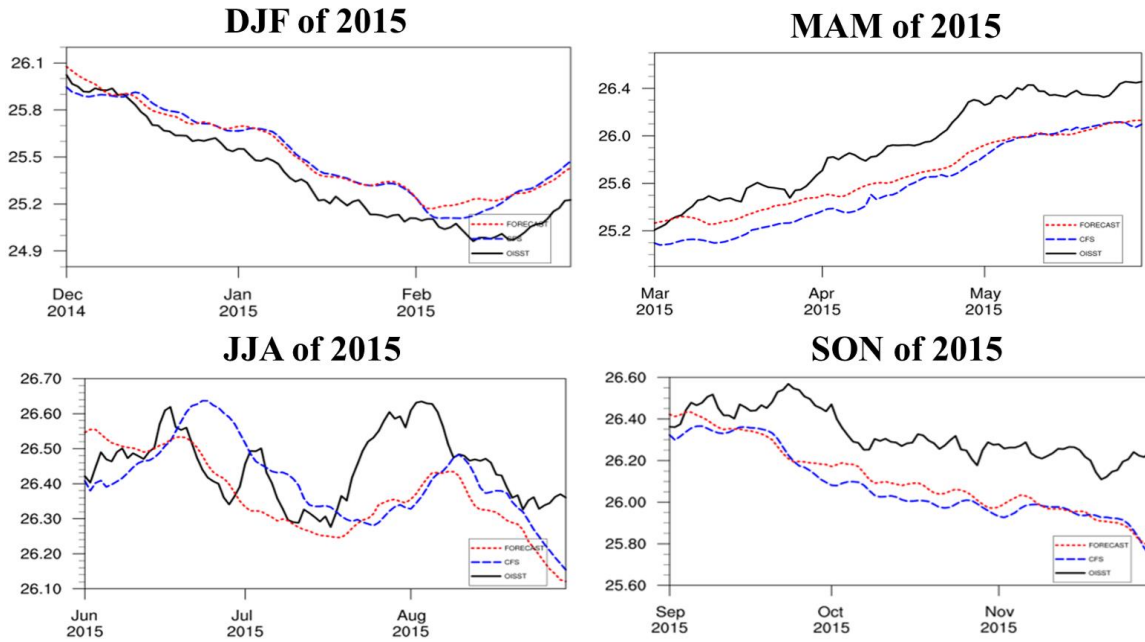 DJF of 2015
26.1
25.8
25.5
25.2
24.9
FORECAST
CFS
OISST
Dec
2014
Jan
2015
Feb
2015
MAM of 2015
26.4
26.0
25.6
25.2
FORECAST
CFS
OISST
Mar
2015
Apr
2015
May
2015
JJA of 2015
26.70
26.60
26.50
26.40
26.30
26.20
26.10
FORECAST
CFS
OISST
Jun
2015
Jul
2015
Aug
2015
SON of 2015
26.60
26.40
26.20
26.00
25.80
25.60
FORECAST
CFS
OISST
Sep
2015
Oct
2015
Nov
2015